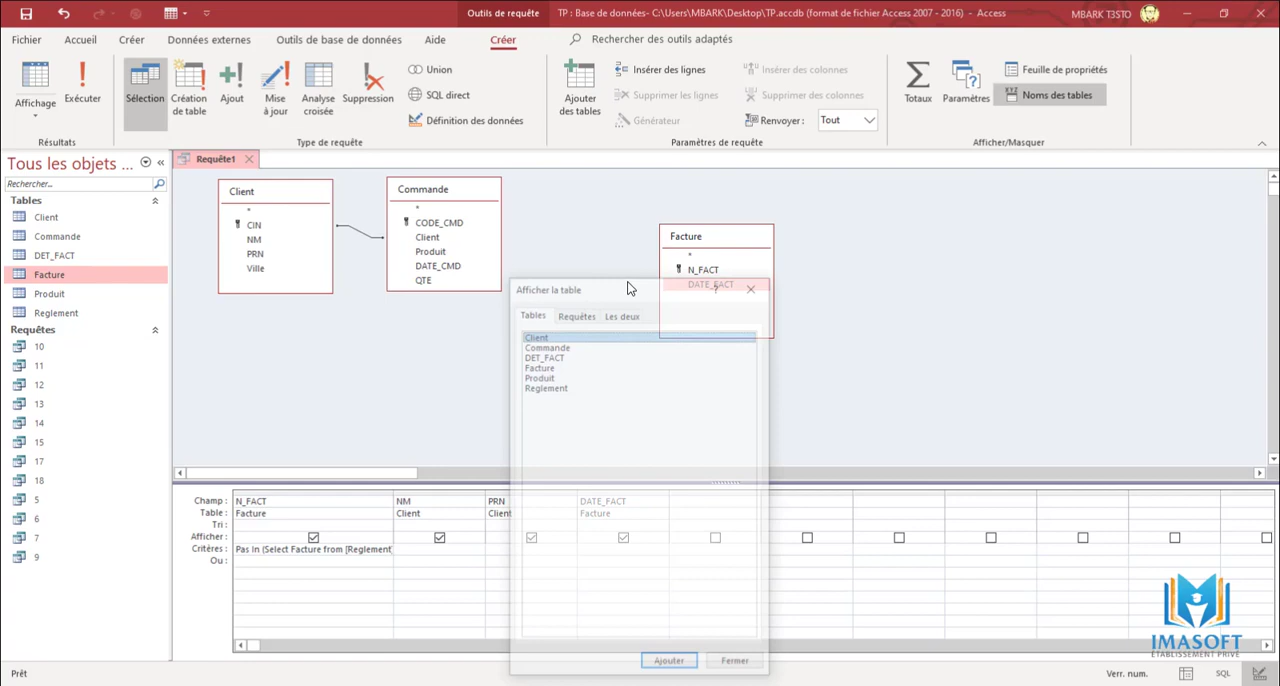 Outils de requête
TP : Base de données- C:\Users\MBARK\Desktop\TP.accdb (format de fichier Access 2007 - 2016) - Access
MBARK T3STO
Fichier
Accueil
Créer
Données externes
Outils de base de données
Aide
Créer
Rechercher des outils adaptés
Affichage
Exécuter
Résultats
Sélection
Création de table
Ajout
Mise à jour
Analyse croisée
Suppression
Union
SQL direct
Définition des données
Type de requête
Ajouter des tables
Insérer des lignes
Supprimer les lignes
Générateur
Insérer des colonnes
Supprimer des colonnes
Renvoyer :
Tout
Paramètres de requête
Totaux
Paramètres
Feuille de propriétés
Noms des tables
Afficher/Masquer
Tous les objets ...
Rechercher...
Tables
Client
Commande
DET_FACT
Facture
Produit
Reglement
Requêtes
10
11
12
13
14
15
17
18
5
6
7
9
Requête1
Client
*
CIN
NM
PRN
Ville
Commande
*
CODE_CMD
Client
Produit
DATE_CMD
QTE
Facture
*
N_FACT
DATE_FACT
Afficher la table
?
Tables
Requêtes
Les deux
Client
Commande
DET_FACT
Facture
Produit
Reglement
Ajouter
Fermer
Champ : N_FACT NM PRN DATE_FACT
Table : Facture Client Client Facture
Tri :
Afficher :
Critères : Pas In (Select Facture from [Reglement
Ou :
IMASOFT
ÉTABLISSEMENT PRIVÉ
Prêt
Verr. num.
SQL